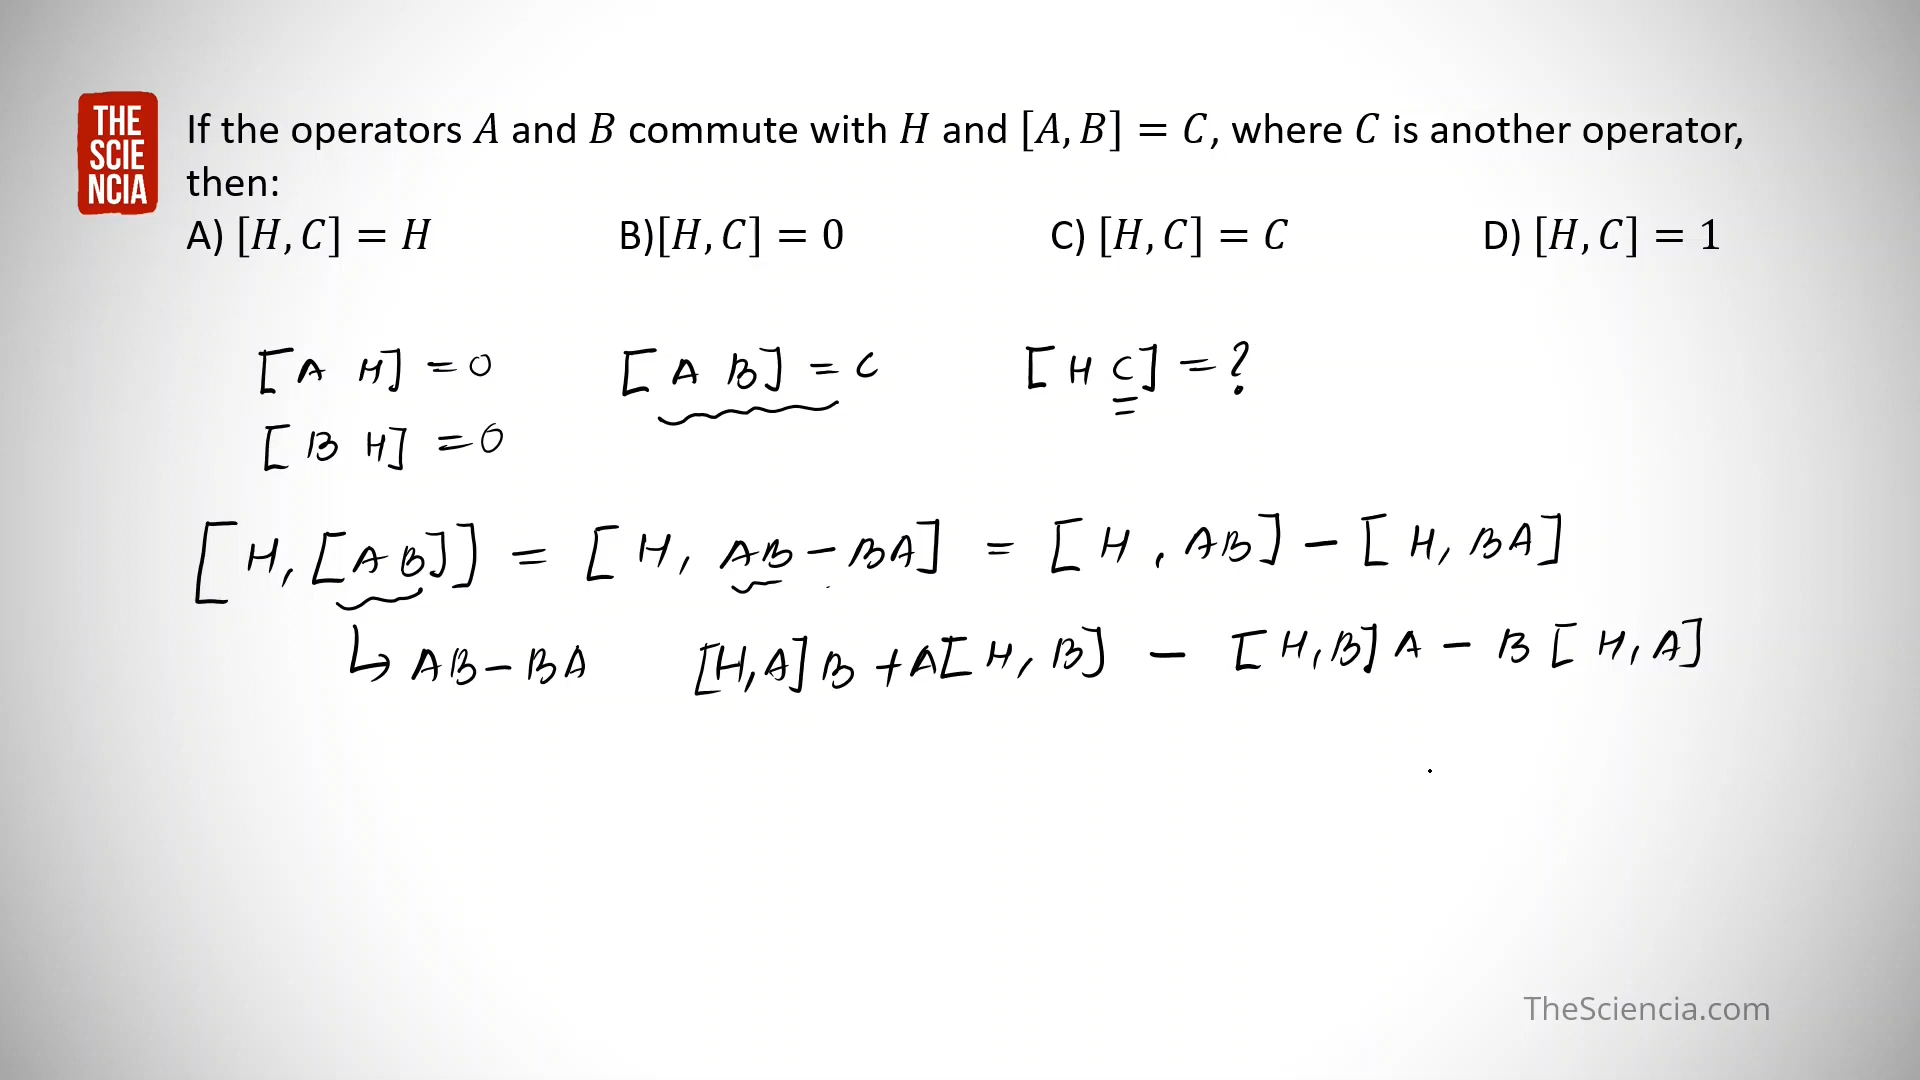 THE
SCIE
NCIA
If the operators A and B commute with H and [A, B] = C, where C is another operator,
then:
A) [H, C] = H B)[H, C] = 0 C) [H, C] = C D) [H, C] = 1
[A H] = 0 [A B] = C [H C] = ?
[B H] = 0
[H, [A B]] = [H, AB - BA] = [H, AB] - [H, BA]
↳ AB - BA [H,A] B + A[H, B] - [H,B] A - B [H, A]
TheSciencia.com